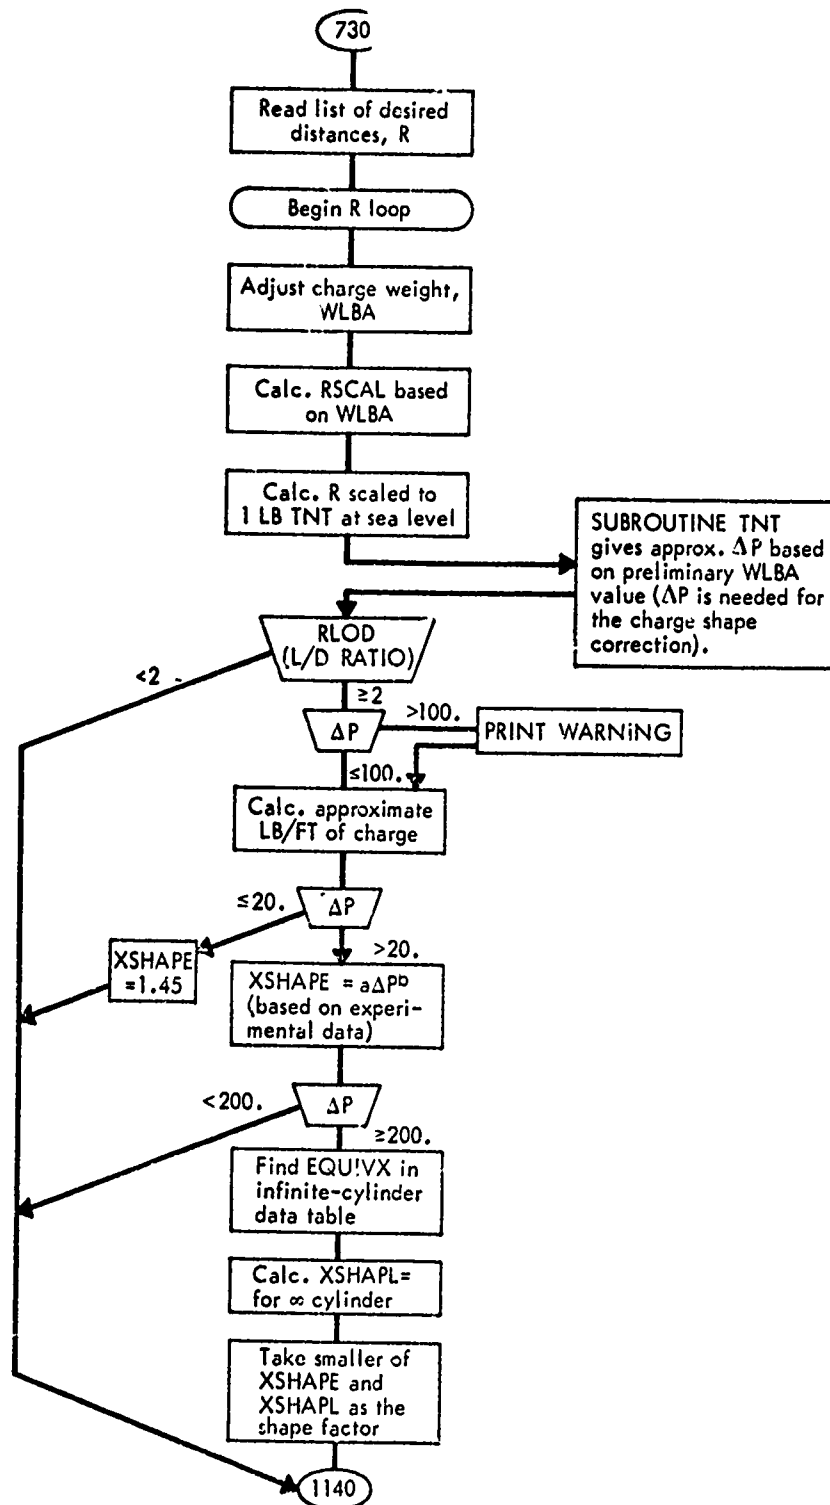 730
Read list of desired
distances, R
Begin R loop
Adjust charge weight,
WLBA
Calc. RSCAL based
on WLBA
Calc. R scaled to
1 LB TNT at sea level
SUBROUTINE TNT
gives approx. ΔP based
on preliminary WLBA
value (ΔP is needed for
the charge shape
correction).
RLOD
(L/D RATIO)
<2
≥2
ΔP
>100.
PRINT WARNING
≤100.
Calc. approximate
LB/FT of charge
ΔP
≤20.
XSHAPE
=1.45
>20.
XSHAPE = aΔPᵇ
(based on experi-
mental data)
ΔP
<200.
≥200.
Find EQU!VX in
infinite-cylinder
data table
Calc. XSHAPL=
for ∞ cylinder
Take smaller of
XSHAPE and
XSHAPL as the
shape factor
1140